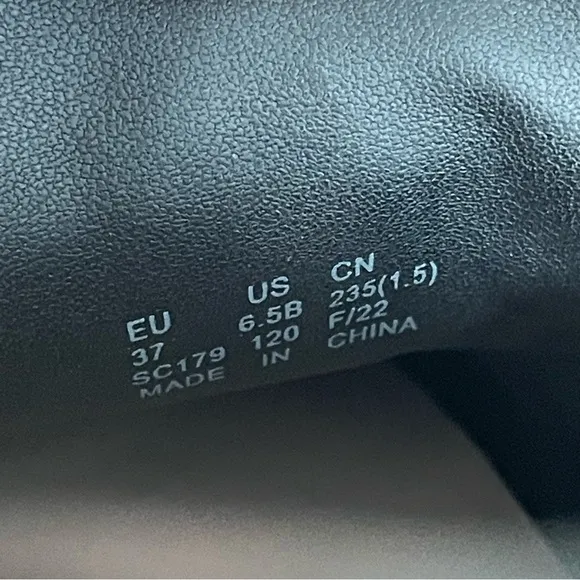 EU US CN
37 6.5B 235(1.5)
SC179 120 F/22
MADE IN CHINA